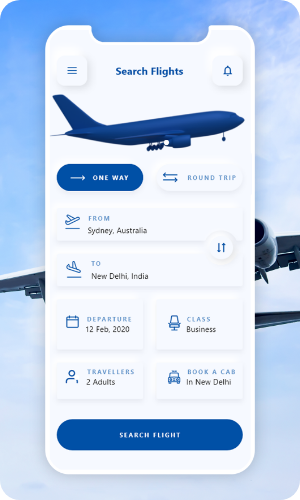 Search Flights
ONE WAY
ROUND TRIP
FROM
Sydney, Australia
TO
New Delhi, India
DEPARTURE
12 Feb, 2020
CLASS
Business
TRAVELLERS
2 Adults
BOOK A CAB
In New Delhi
SEARCH FLIGHT